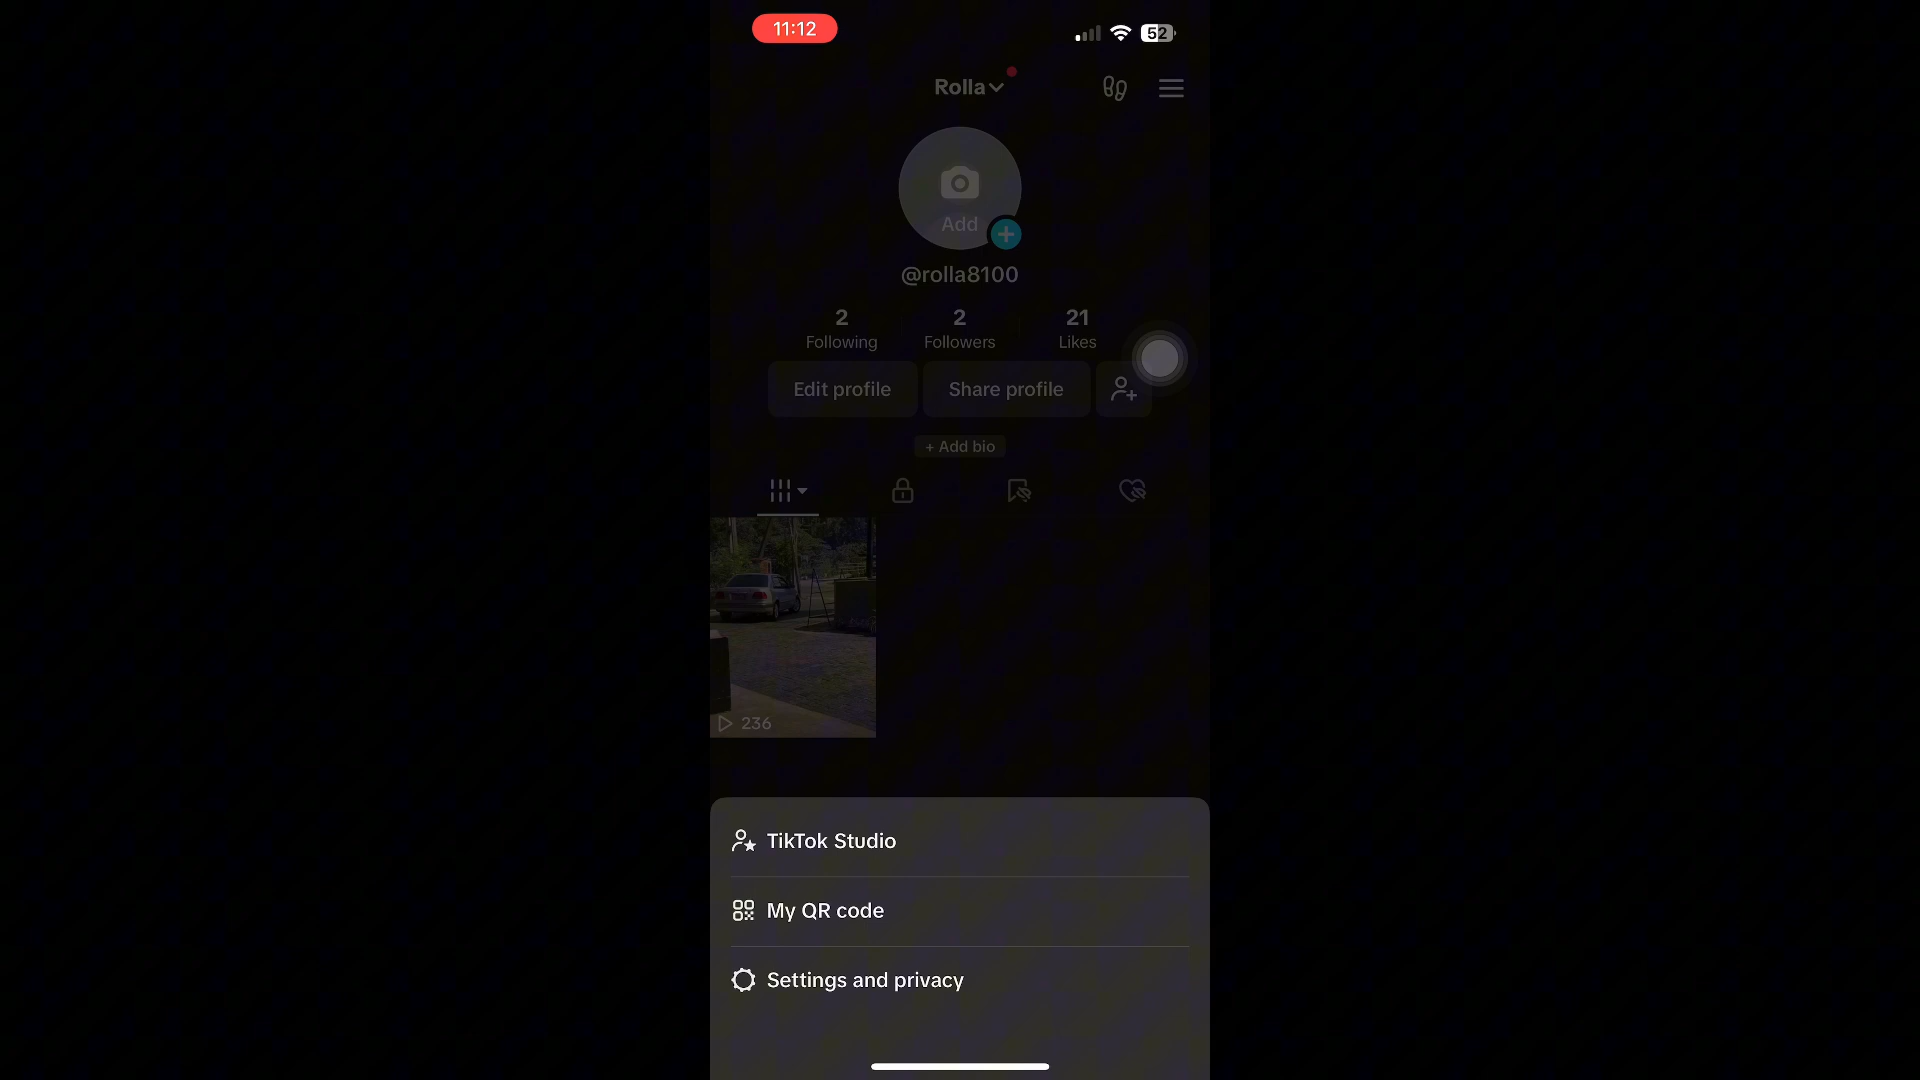 11:12
52
Rolla
Add
@rolla8100
2
2
21
Following
Followers
Likes
Edit profile
Share profile
+ Add bio
236
TikTok Studio
My QR code
Settings and privacy